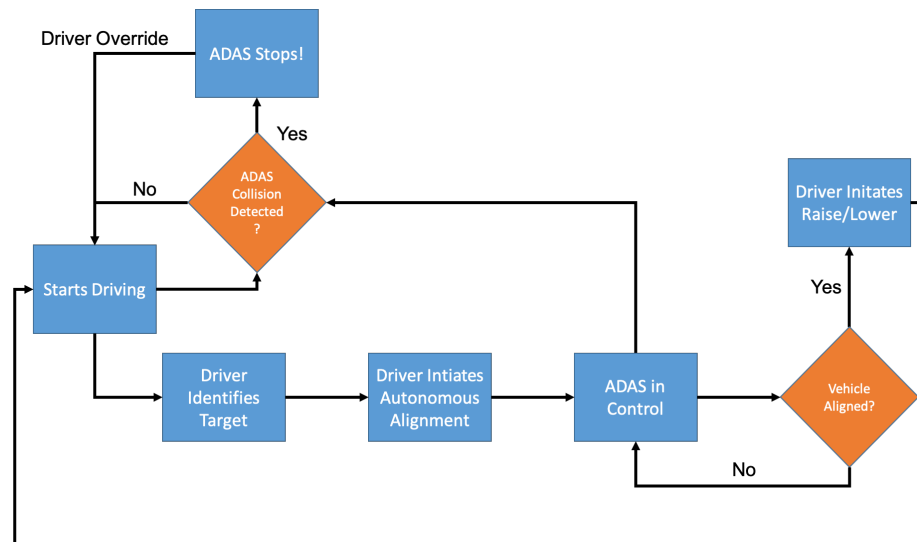 Driver Override
ADAS Stops!
Yes
ADAS
Collision
Detected
?
No
Driver Initates
Raise/Lower
Starts Driving
Yes
Driver
Identifies
Target
Driver Intiates
Autonomous
Alignment
ADAS in
Control
Vehicle
Aligned?
No